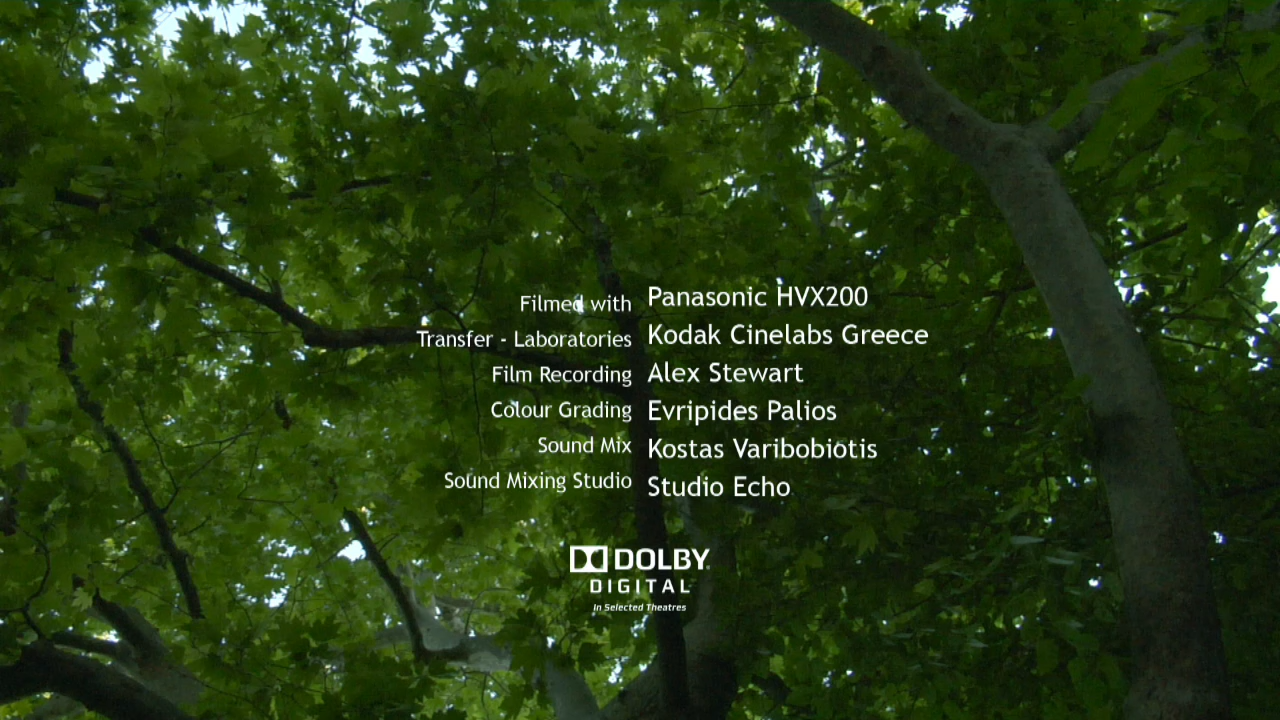 Filmed with Panasonic HVX200
Transfer - Laboratories Kodak Cinelabs Greece
Film Recording Alex Stewart
Colour Grading Evripides Palios
Sound Mix Kostas Varibobiotis
Sound Mixing Studio Studio Echo
DOLBY
DIGITAL
In Selected Theatres